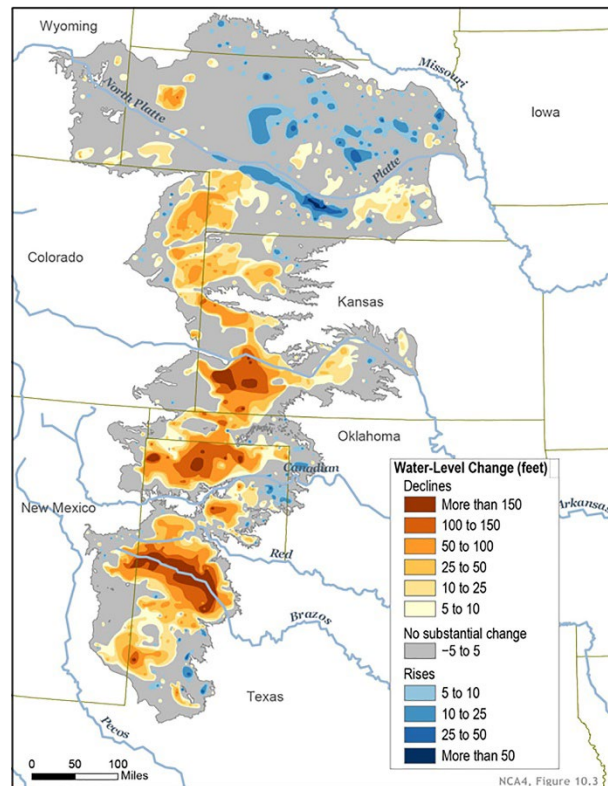 Wyoming
Missouri
North Platte
Iowa
Platte
Colorado
Kansas
Oklahoma
Canadian
New Mexico
Arkansas
Red
Brazos
Texas
Pecos
Water-Level Change (feet)
Declines
More than 150
100 to 150
50 to 100
25 to 50
10 to 25
5 to 10
No substantial change
−5 to 5
Rises
5 to 10
10 to 25
25 to 50
More than 50
0 50 100
Miles
NCA4, Figure 10.3